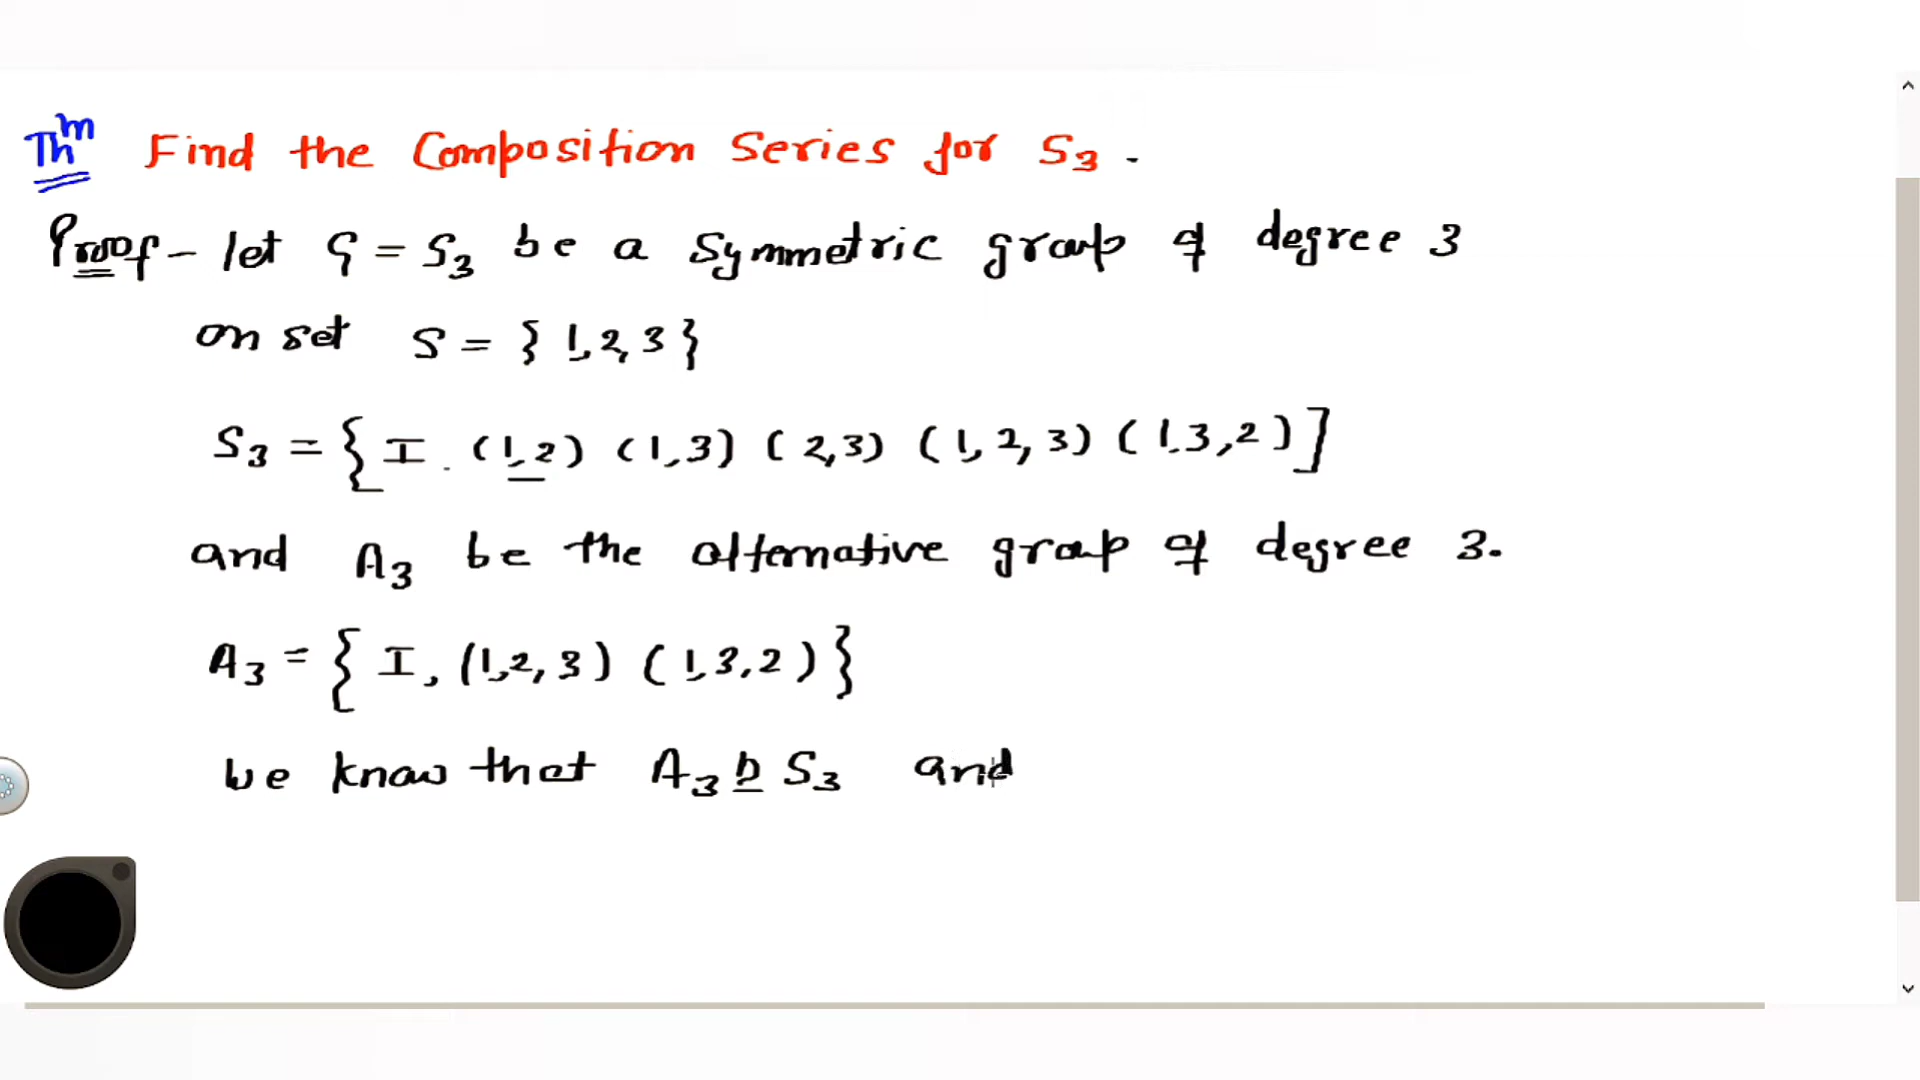 Thm Find the Composition Series for S3 .
Proof - let G = S3 be a Symmetric group of degree 3
on set S = { 1, 2, 3 }
S3 = { I . (1,2) (1,3) ( 2,3) (1, 2, 3) ( 1.3,2 ) ]
and A3 be the alternative group of degree 3.
A3 = { I, (1,2,3) ( 1,3,2 ) }
we know that A3 ⊵ S3 and